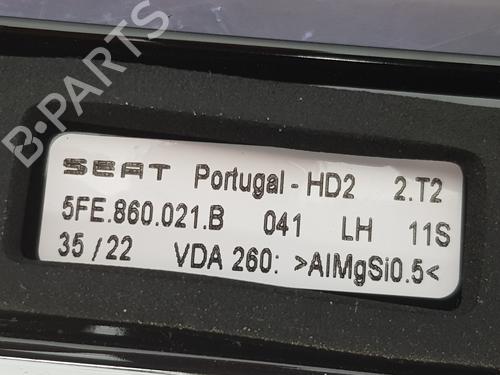 B-PARTS
SEAT Portugal - HD2 2.T2
5FE.860.021.B 041 LH 11S
35 / 22 VDA 260: >AlMgSi0.5<